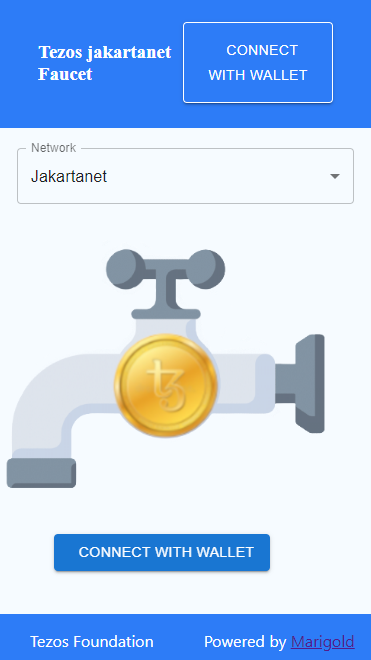 Tezos jakartanet
Faucet
CONNECT
WITH WALLET
Network
Jakartanet
CONNECT WITH WALLET
Tezos Foundation
Powered by Marigold